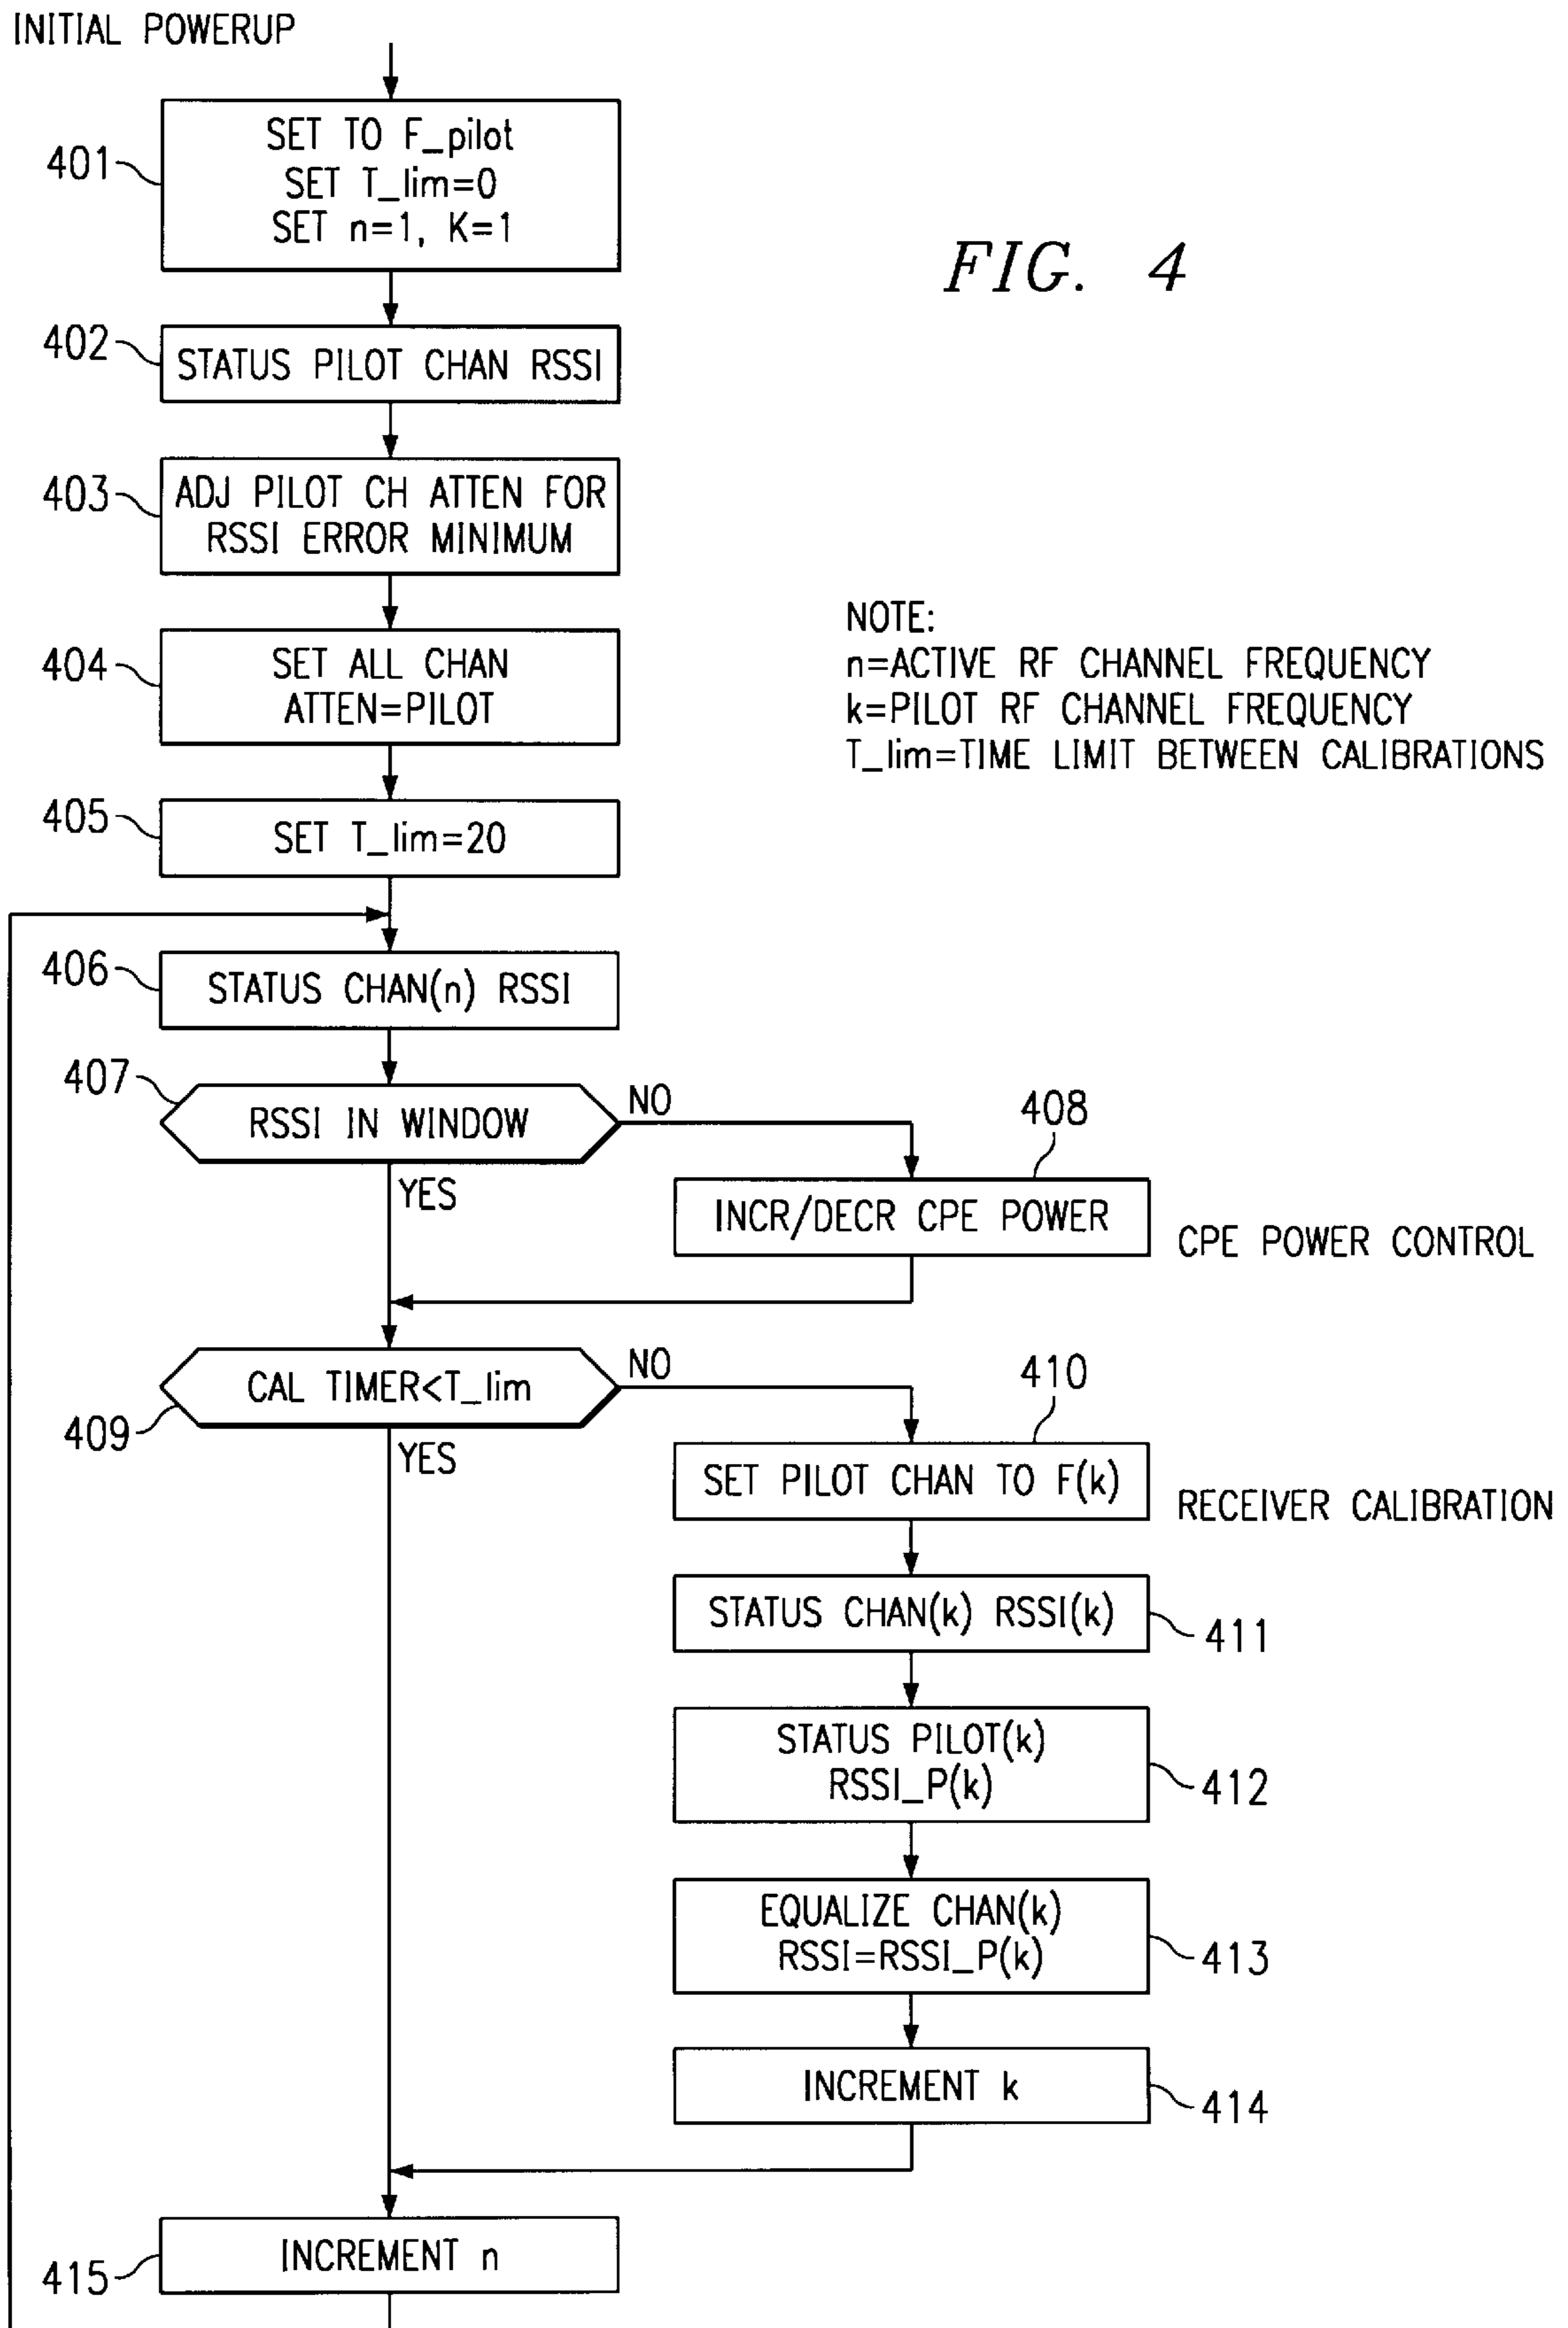 INITIAL POWERUP
401
SET TO F_pilot
SET T_lim=0
SET n=1, K=1
FIG. 4
402
STATUS PILOT CHAN RSSI
403
ADJ PILOT CH ATTEN FOR
RSSI ERROR MINIMUM
404
SET ALL CHAN
ATTEN=PILOT
NOTE:
n=ACTIVE RF CHANNEL FREQUENCY
k=PILOT RF CHANNEL FREQUENCY
T_lim=TIME LIMIT BETWEEN CALIBRATIONS
405
SET T_lim=20
406
STATUS CHAN(n) RSSI
407
RSSI IN WINDOW
NO
YES
408
INCR/DECR CPE POWER
CPE POWER CONTROL
409
CAL TIMER<T_lim
NO
YES
410
SET PILOT CHAN TO F(k)
RECEIVER CALIBRATION
STATUS CHAN(k) RSSI(k)
411
STATUS PILOT(k)
RSSI_P(k)
412
EQUALIZE CHAN(k)
RSSI=RSSI_P(k)
413
INCREMENT k
414
415
INCREMENT n